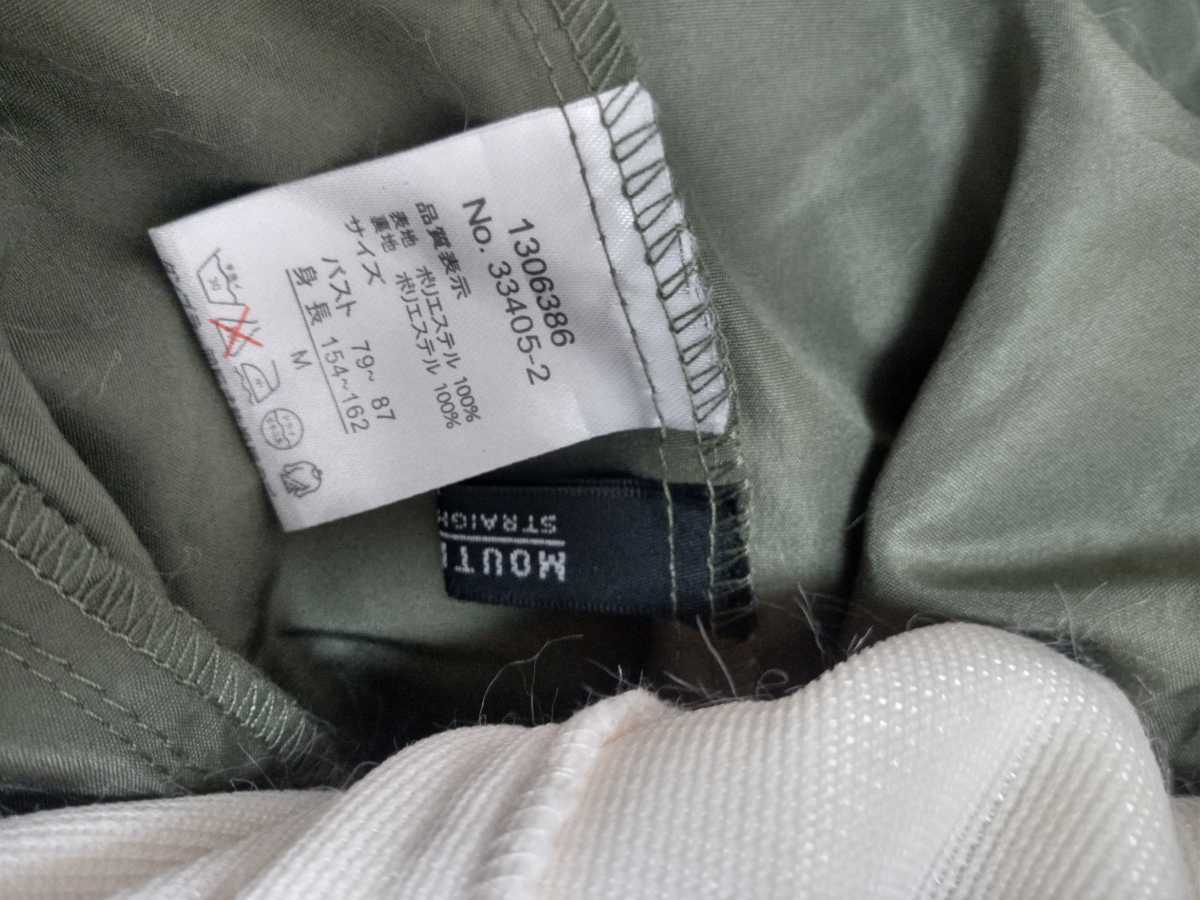 1306386
No. 33405-2
品質表示
表地 ポリエステル 100%
裏地 ポリエステル 100%
サイズ
バスト 79~ 87
身長 154~162
M
MOUT
STRAIGH